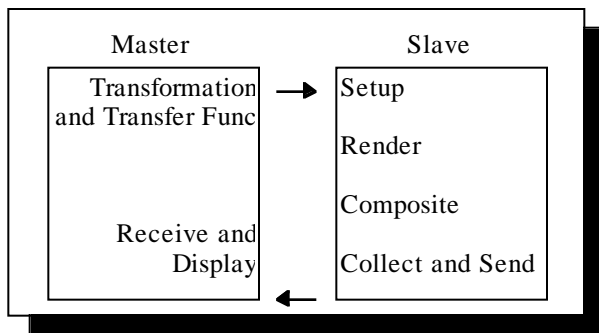 Master
Slave
Transformation
and Transfer Func
Receive and
Display
Setup
Render
Composite
Collect and Send